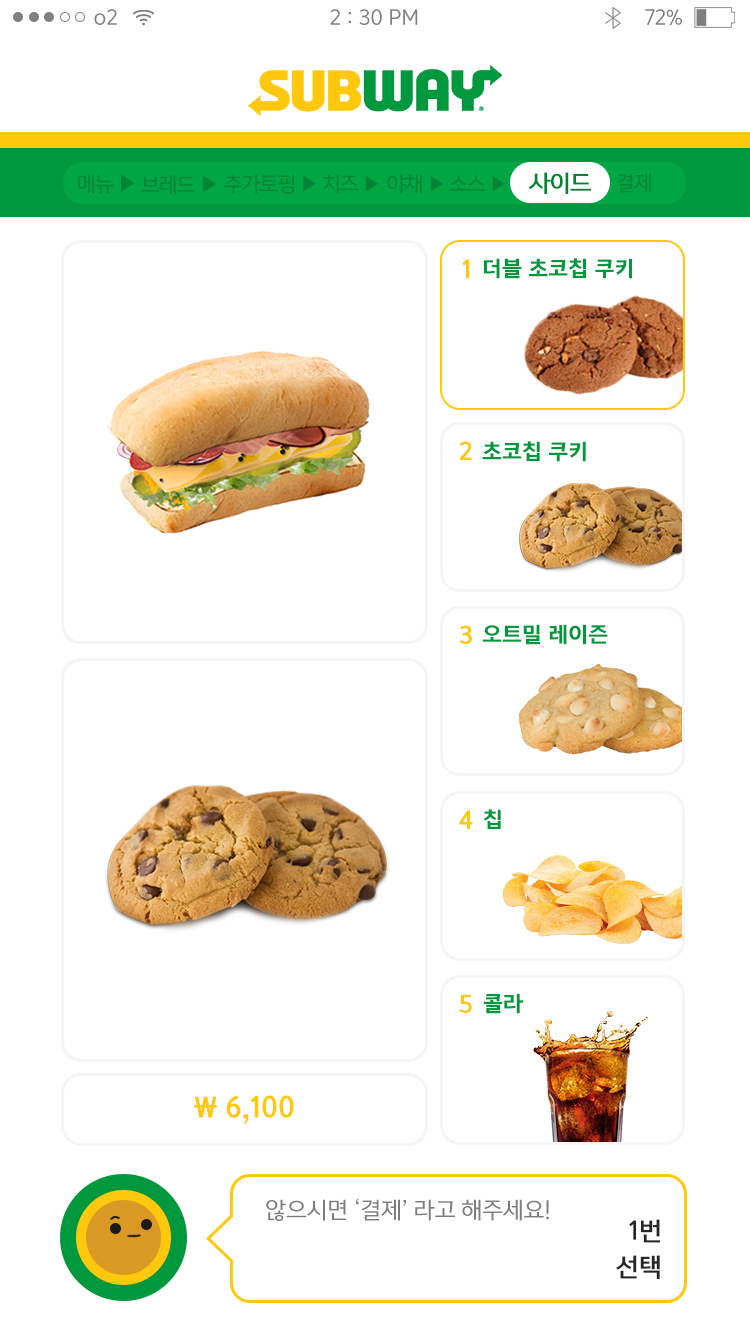 o2 2 : 30 PM 72%
SUBWAY
메뉴 ▶ 브레드 ▶ 추가토핑 ▶ 치즈 ▶ 야채 ▶ 소스 ▶ 사이드 결제
1 더블 초코칩 쿠키
2 초코칩 쿠키
3 오트밀 레이즌
4 칩
5 콜라
₩ 6,100
않으시면 ‘결제’ 라고 해주세요!
1번
선택